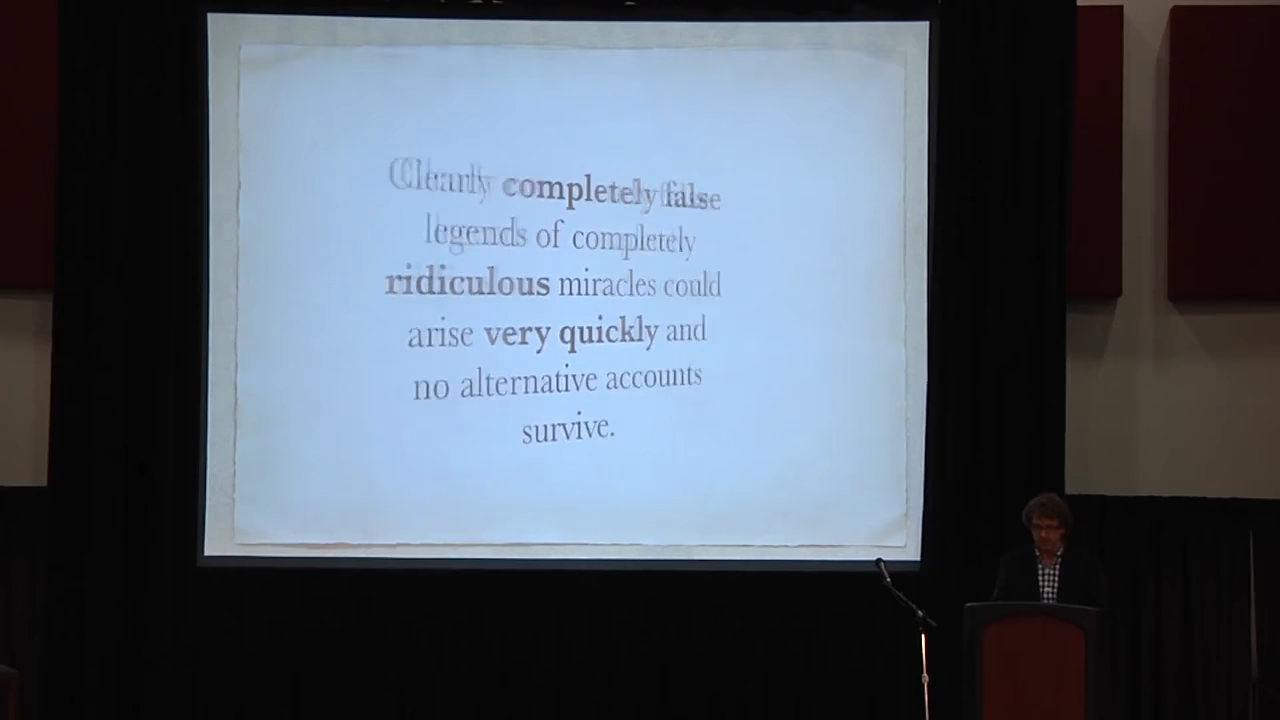 Clearly completely false
legends of completely
ridiculous miracles could
arise very quickly and
no alternative accounts
survive.